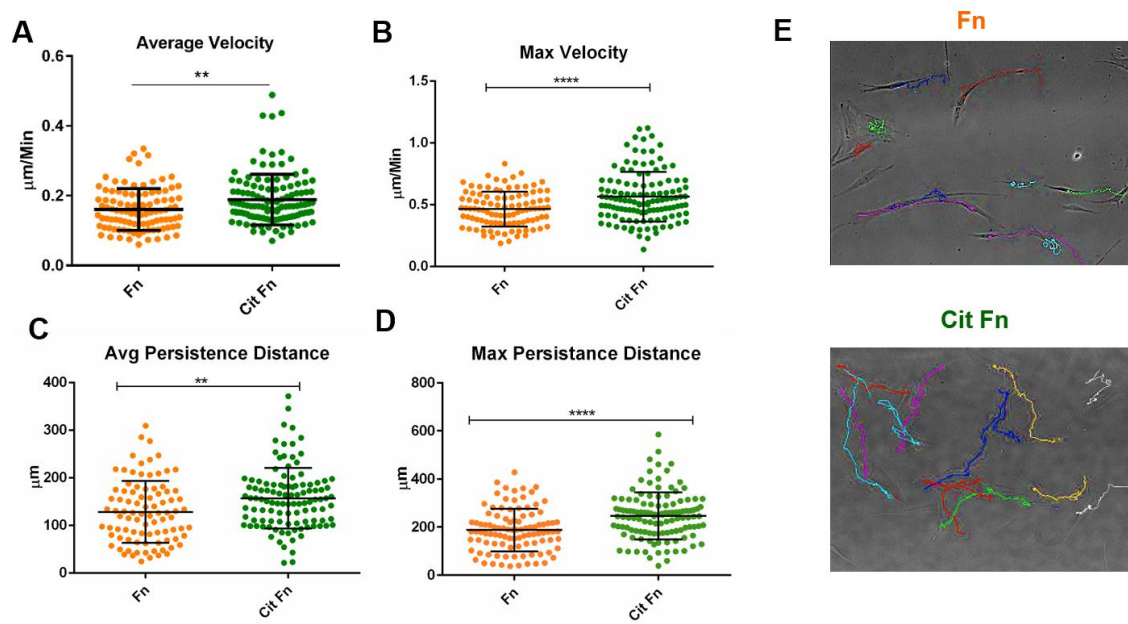 A
Average Velocity
**
µm/Min
0.6
0.4
0.2
0.0
Fn
Cit Fn
B
Max Velocity
****
µm/Min
1.5
1.0
0.5
0.0
Fn
Cit Fn
C
Avg Persistence Distance
**
µm
400
300
200
100
0
Fn
Cit Fn
D
Max Persistance Distance
****
µm
800
600
400
200
0
Fn
Cit Fn
E
Fn
Cit Fn